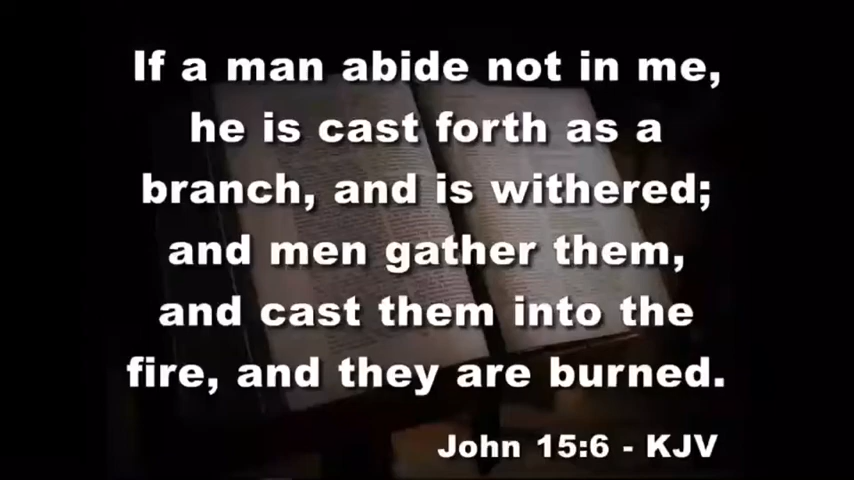 If a man abide not in me,
he is cast forth as a
branch, and is withered;
and men gather them,
and cast them into the
fire, and they are burned.
John 15:6 - KJV